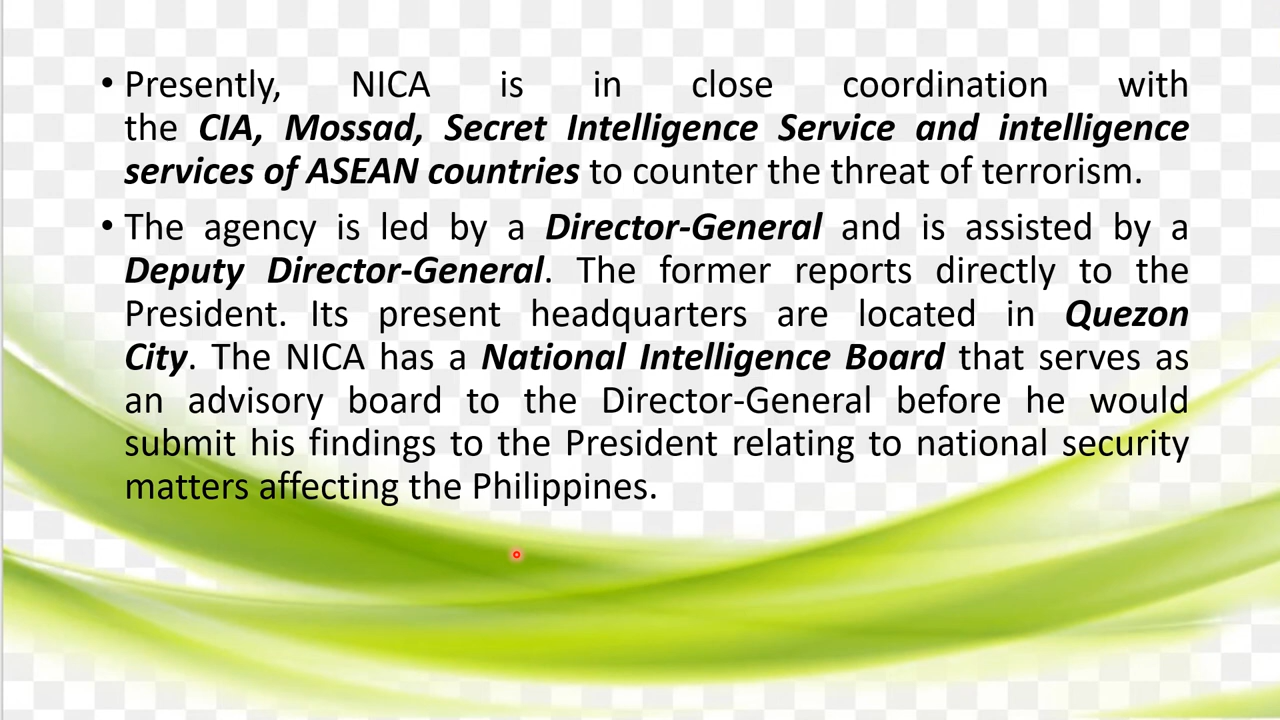 • Presently, NICA is in close coordination with
the CIA, Mossad, Secret Intelligence Service and intelligence
services of ASEAN countries to counter the threat of terrorism.
• The agency is led by a Director-General and is assisted by a
Deputy Director-General. The former reports directly to the
President. Its present headquarters are located in Quezon
City. The NICA has a National Intelligence Board that serves as
an advisory board to the Director-General before he would
submit his findings to the President relating to national security
matters affecting the Philippines.